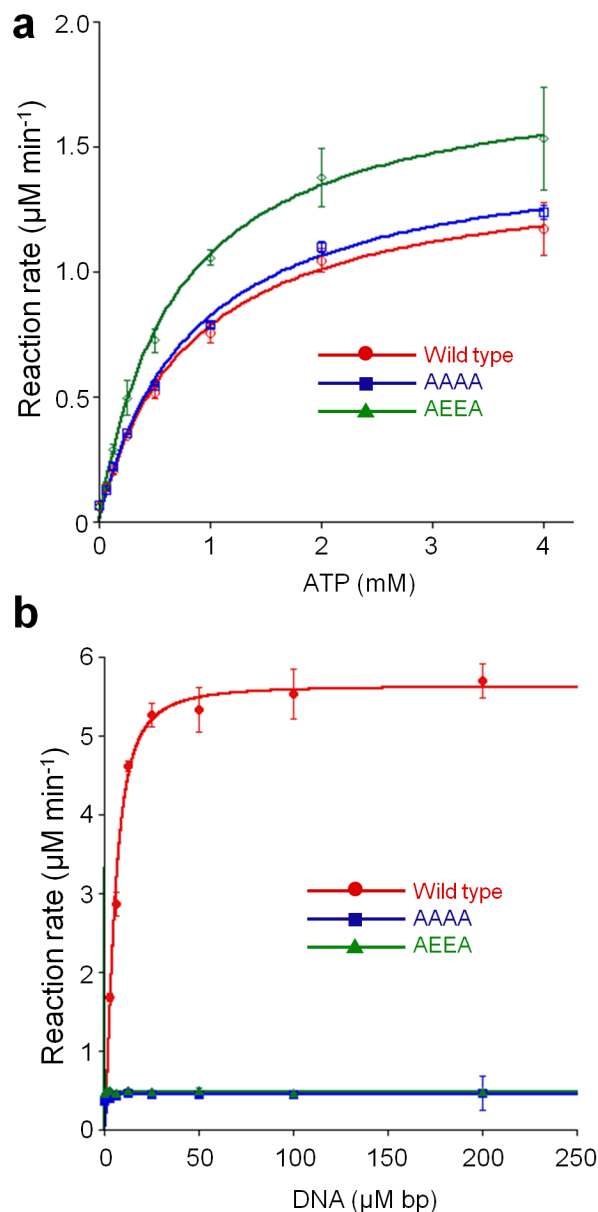 a
2.0
1.5
1.0
0.5
0
Reaction rate (µM min⁻¹)
Wild type
AAAA
AEEA
0 1 2 3 4
ATP (mM)
b
6
5
4
3
2
1
0
Reaction rate (µM min⁻¹)
Wild type
AAAA
AEEA
0 50 100 150 200 250
DNA (µM bp)